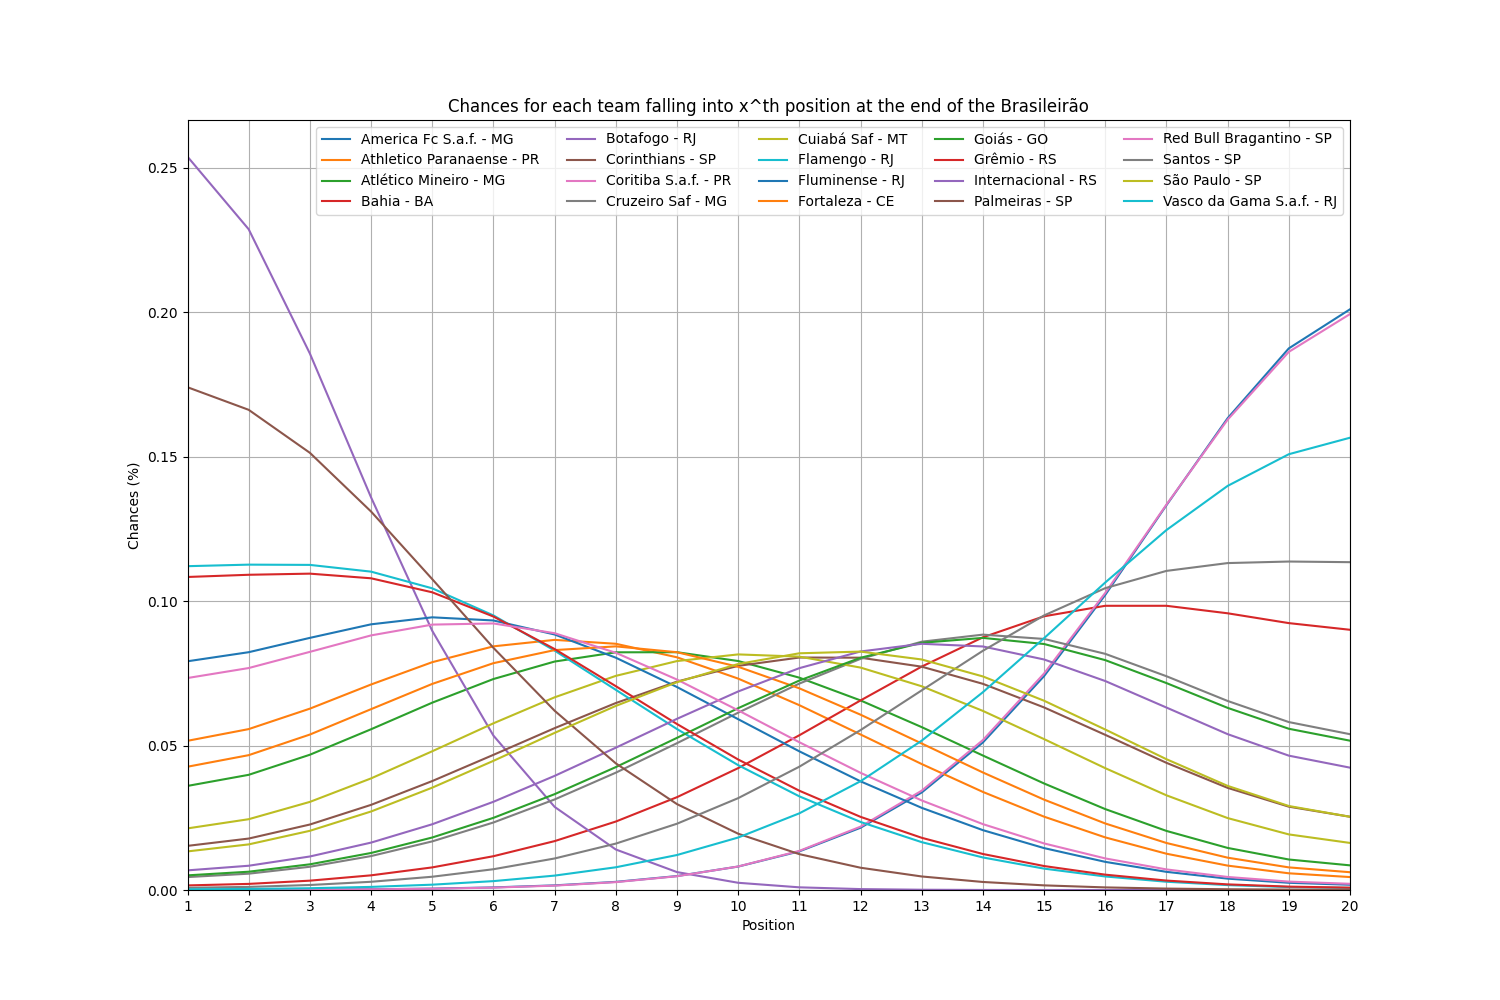 Chances for each team falling into x^th position at the end of the Brasileirão
America Fc S.a.f. - MG
Athletico Paranaense - PR
Atlético Mineiro - MG
Bahia - BA
Botafogo - RJ
Corinthians - SP
Coritiba S.a.f. - PR
Cruzeiro Saf - MG
Cuiabá Saf - MT
Flamengo - RJ
Fluminense - RJ
Fortaleza - CE
Goiás - GO
Grêmio - RS
Internacional - RS
Palmeiras - SP
Red Bull Bragantino - SP
Santos - SP
São Paulo - SP
Vasco da Gama S.a.f. - RJ
Chances (%)
0.25
0.20
0.15
0.10
0.05
0.00
1 2 3 4 5 6 7 8 9 10 11 12 13 14 15 16 17 18 19 20
Position